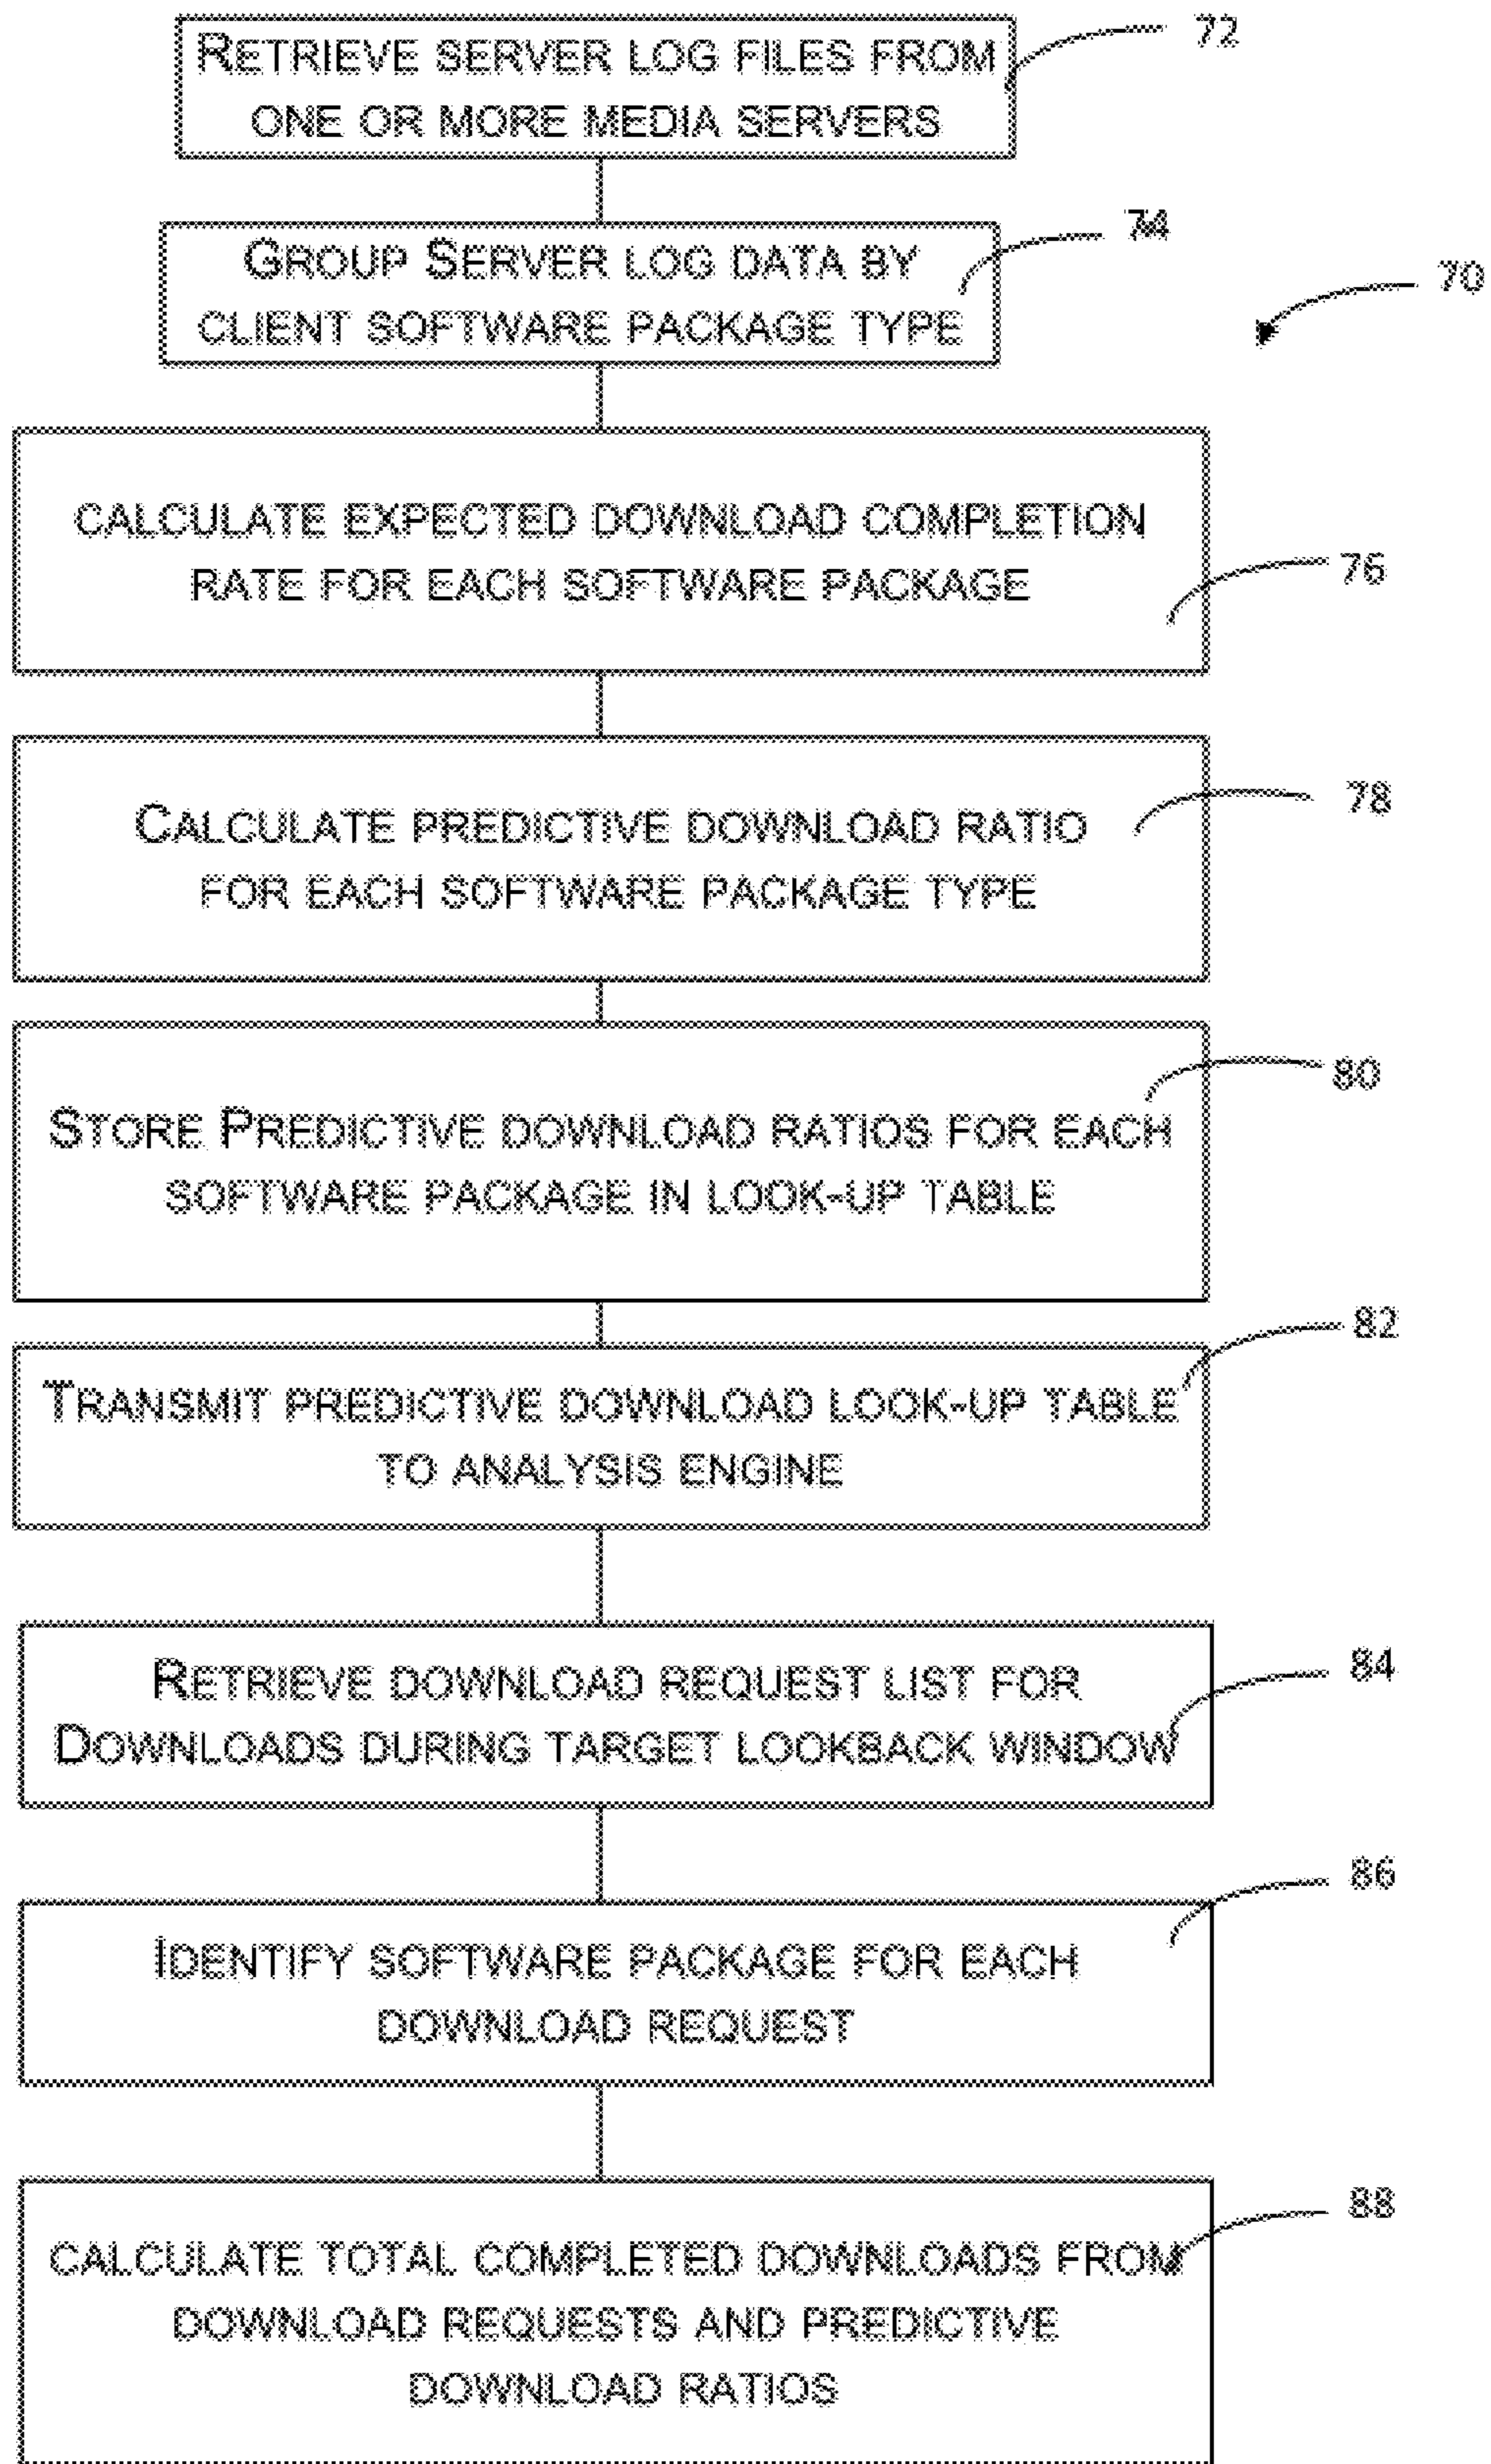 RETRIEVE SERVER LOG FILES FROM
ONE OR MORE MEDIA SERVERS
72
GROUP SERVER LOG DATA BY
CLIENT SOFTWARE PACKAGE TYPE
74
70
CALCULATE EXPECTED DOWNLOAD COMPLETION
RATE FOR EACH SOFTWARE PACKAGE
76
CALCULATE PREDICTIVE DOWNLOAD RATIO
FOR EACH SOFTWARE PACKAGE TYPE
78
STORE PREDICTIVE DOWNLOAD RATIOS FOR EACH
SOFTWARE PACKAGE IN LOOK-UP TABLE
80
TRANSMIT PREDICTIVE DOWNLOAD LOOK-UP TABLE
TO ANALYSIS ENGINE
82
RETRIEVE DOWNLOAD REQUEST LIST FOR
DOWNLOADS DURING TARGET LOOKBACK WINDOW
84
IDENTIFY SOFTWARE PACKAGE FOR EACH
DOWNLOAD REQUEST
86
CALCULATE TOTAL COMPLETED DOWNLOADS FROM
DOWNLOAD REQUESTS AND PREDICTIVE
DOWNLOAD RATIOS
88